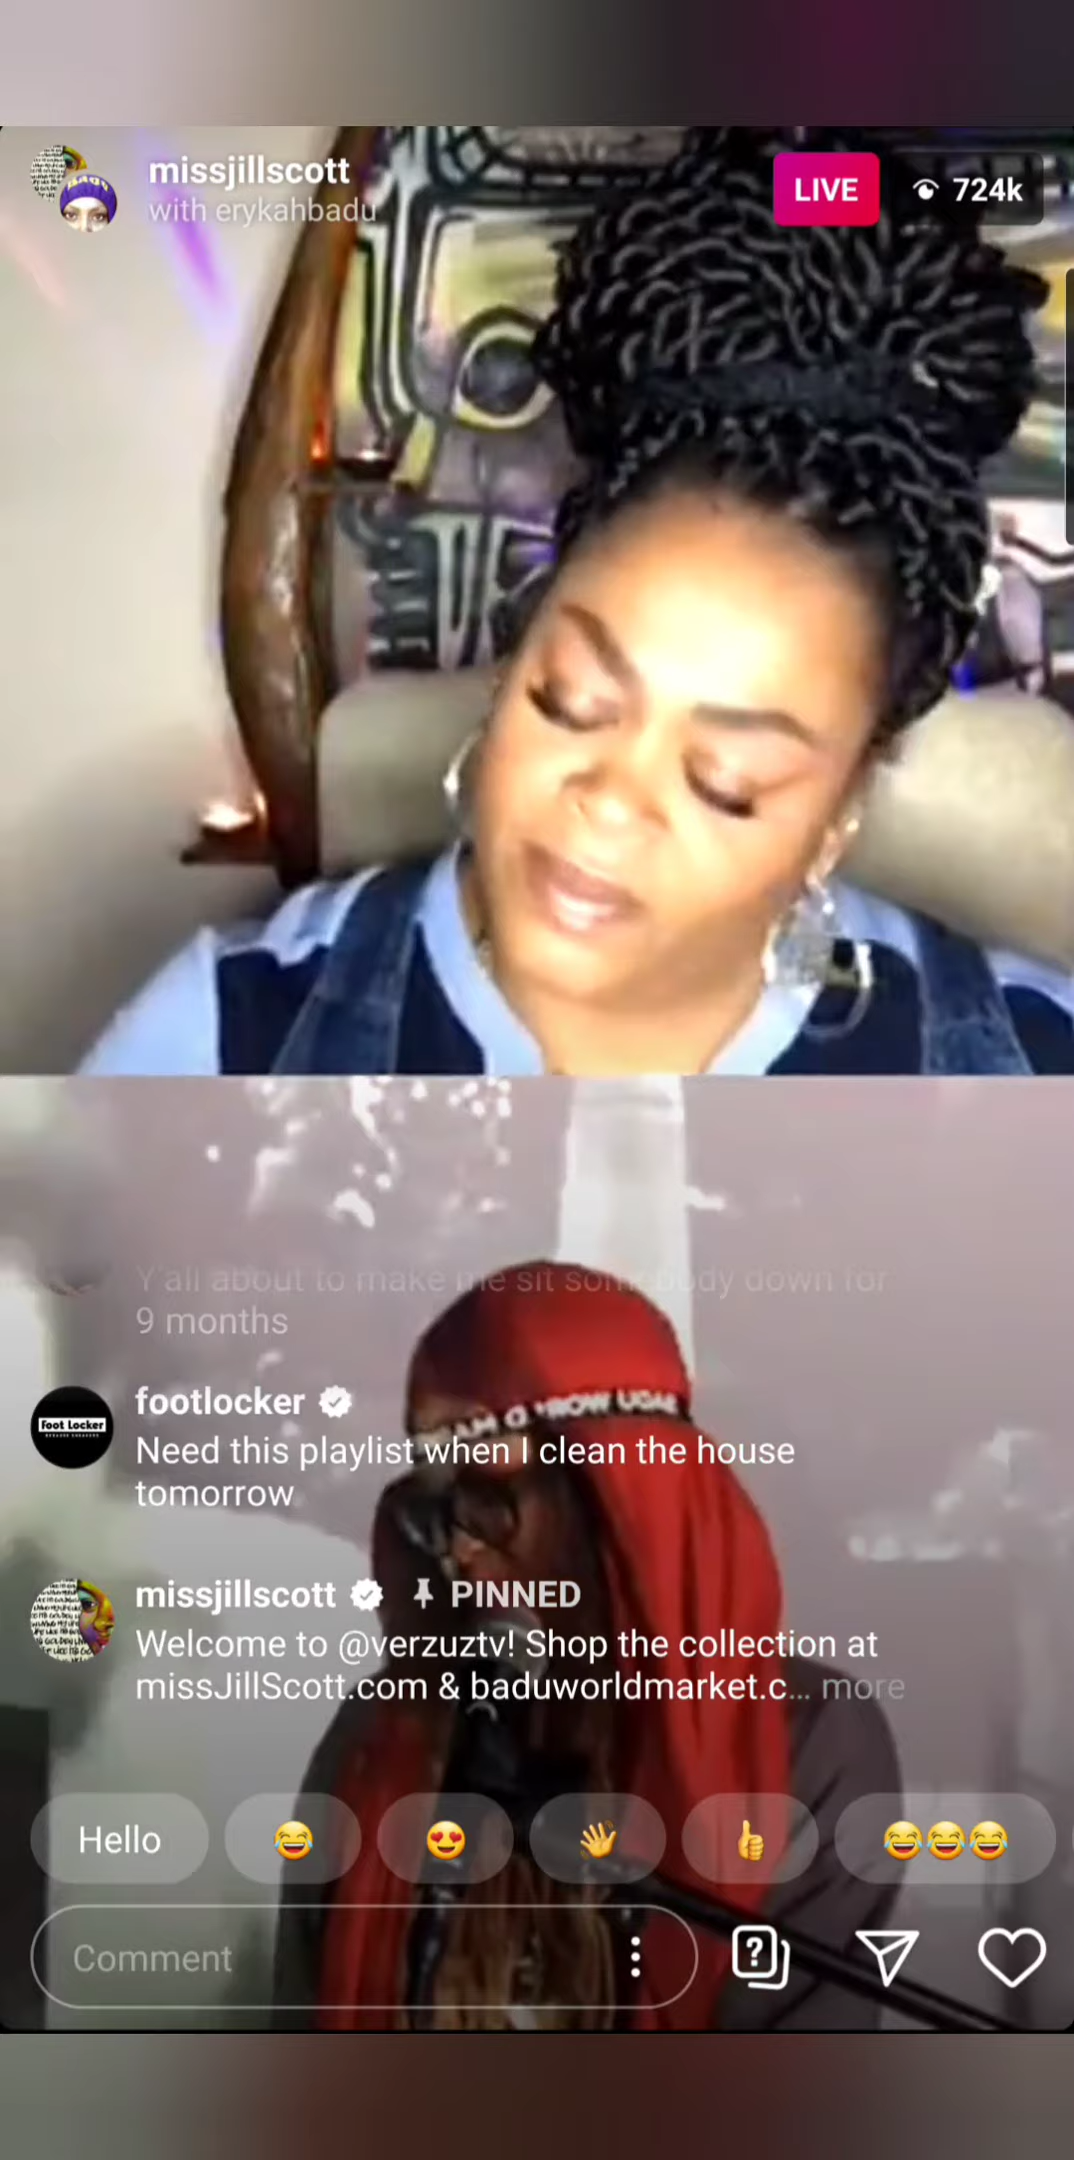 missjillscott
with erykahbadu
LIVE
724k
Y'all about to make me sit somebody down for
9 months
footlocker
Foot Locker
Need this playlist when I clean the house
tomorrow
missjillscott PINNED
Welcome to @verzuztv! Shop the collection at
missJillScott.com & baduworldmarket.c... more
Hello
Comment